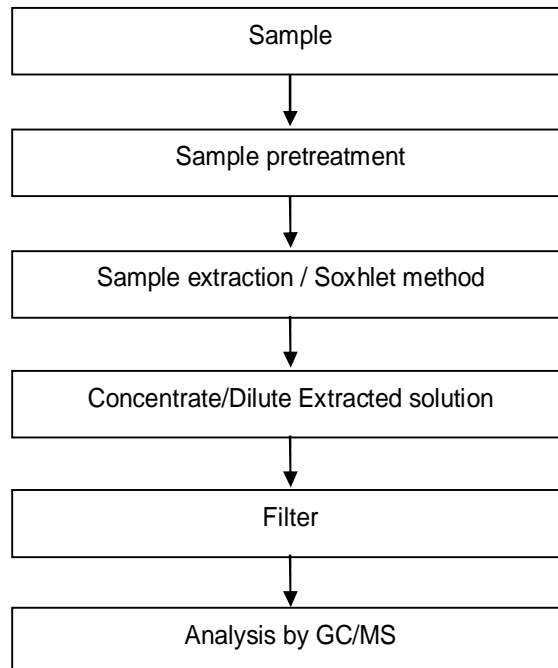 Sample
Sample pretreatment
Sample extraction / Soxhlet method
Concentrate/Dilute Extracted solution
Filter
Analysis by GC/MS